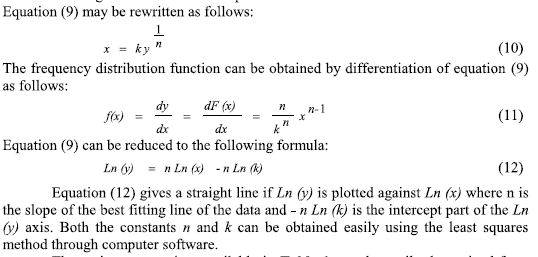 Equation (9) may be rewritten as follows:
x = k y^{1/n} (10)
The frequency distribution function can be obtained by differentiation of equation (9)
as follows:
f(x) = dy/dx = dF (x)/dx = n/k^n x^{n-1} (11)
Equation (9) can be reduced to the following formula:
Ln (y) = n Ln (x) - n Ln (k) (12)
Equation (12) gives a straight line if Ln (y) is plotted against Ln (x) where n is
the slope of the best fitting line of the data and - n Ln (k) is the intercept part of the Ln
(y) axis. Both the constants n and k can be obtained easily using the least squares
method through computer software.